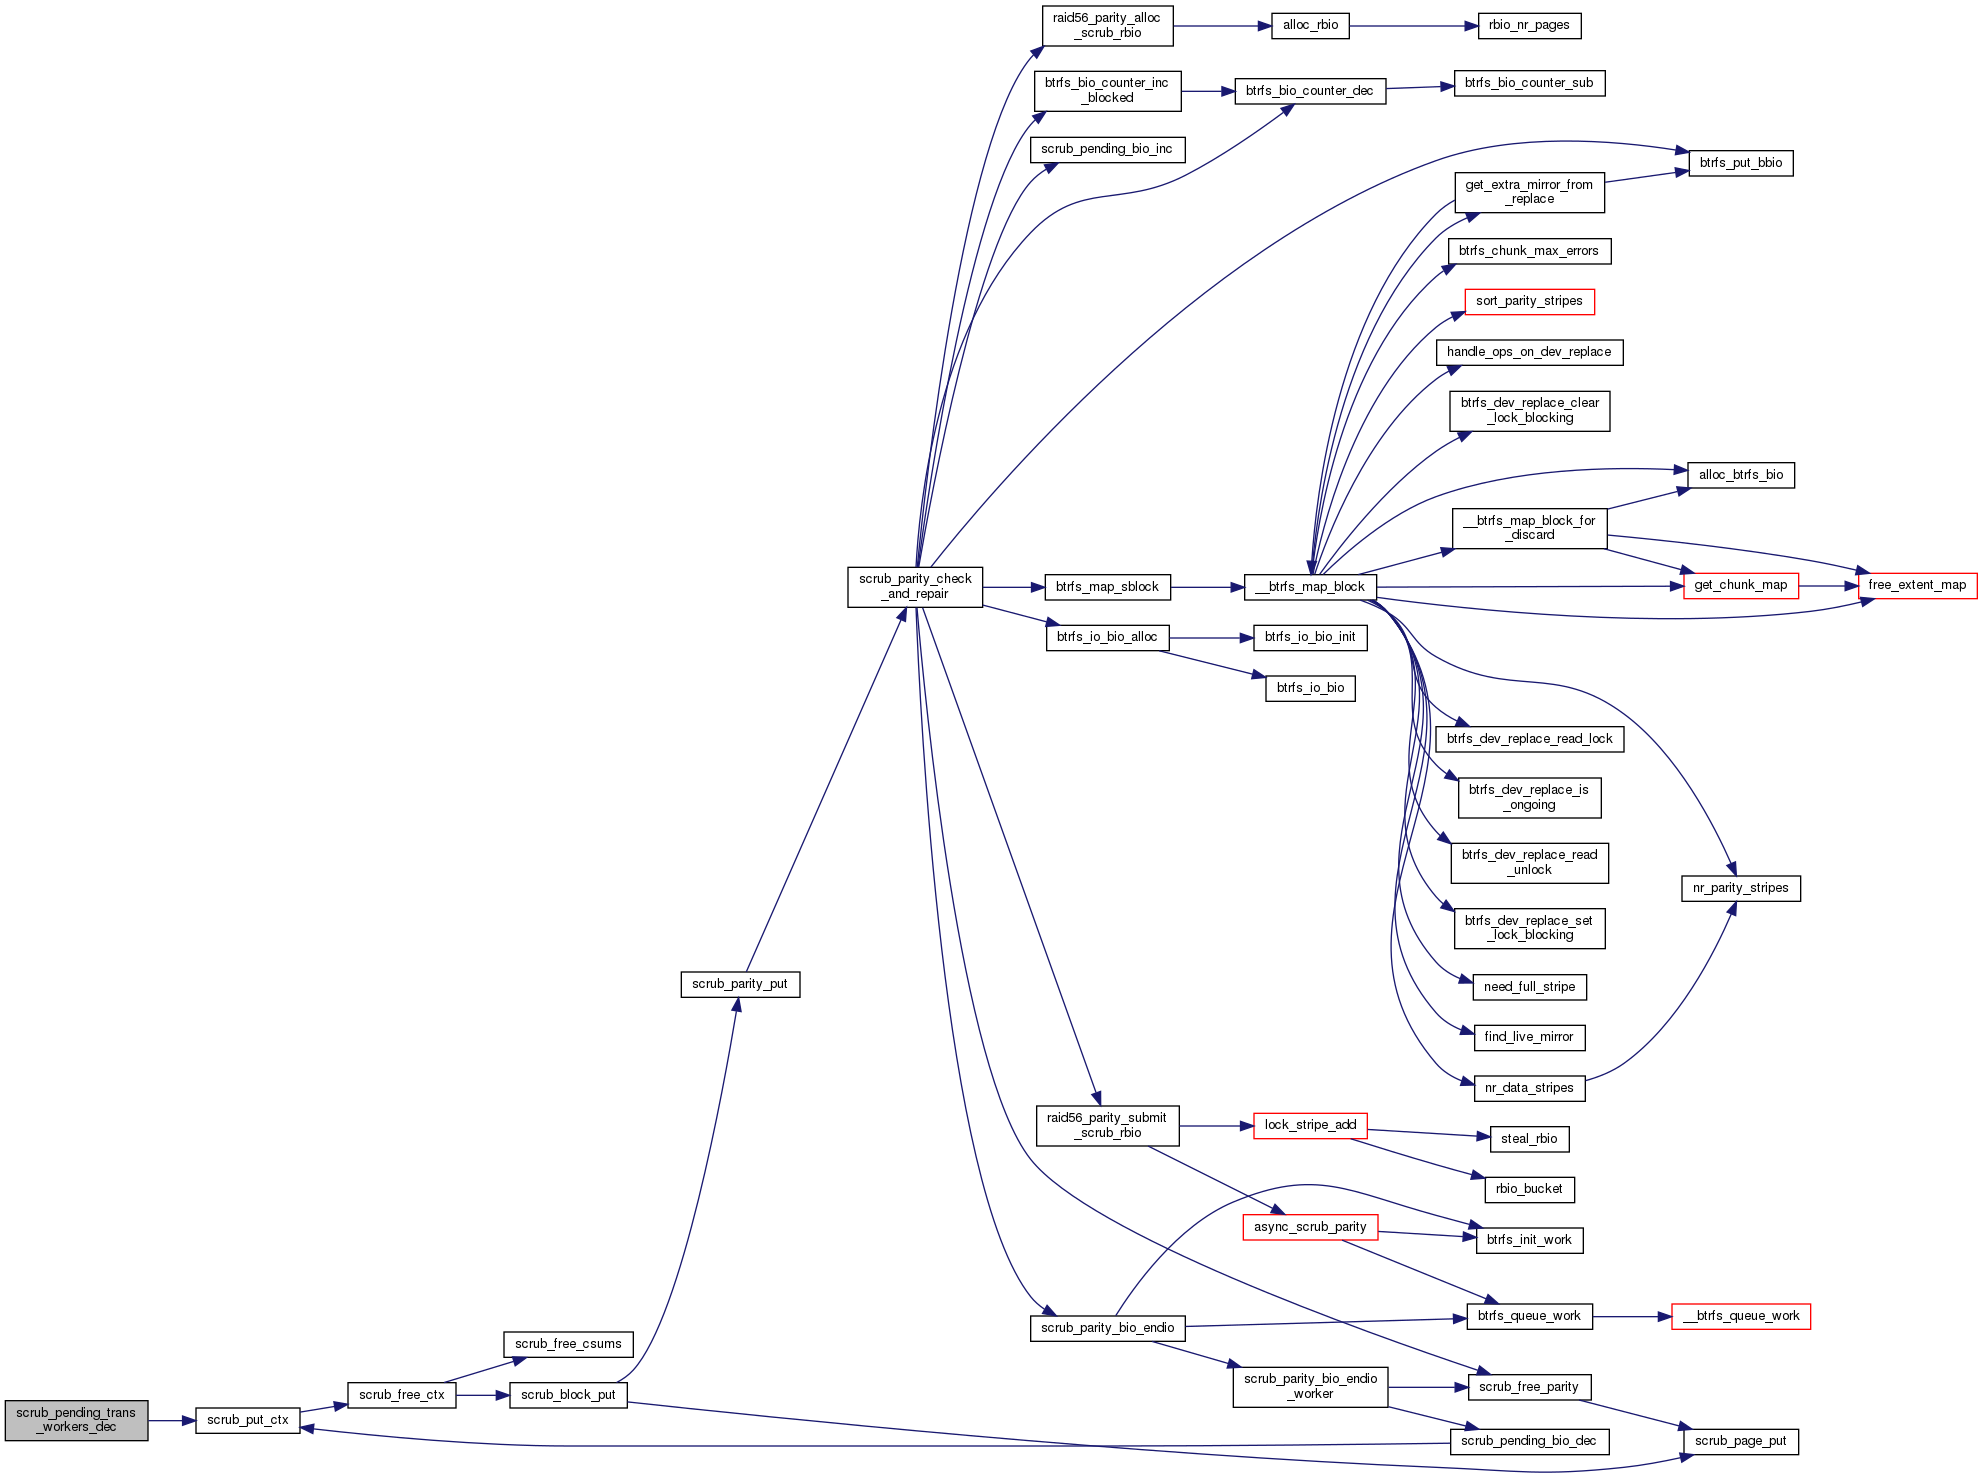 raid56_parity_alloc
_scrub_rbio
alloc_rbio
rbio_nr_pages
btrfs_bio_counter_inc
_blocked
btrfs_bio_counter_dec
btrfs_bio_counter_sub
scrub_pending_bio_inc
btrfs_put_bbio
get_extra_mirror_from
_replace
btrfs_chunk_max_errors
sort_parity_stripes
handle_ops_on_dev_replace
btrfs_dev_replace_clear
_lock_blocking
alloc_btrfs_bio
__btrfs_map_block_for
_discard
scrub_parity_check
_and_repair
btrfs_map_sblock
__btrfs_map_block
get_chunk_map
free_extent_map
btrfs_io_bio_alloc
btrfs_io_bio_init
btrfs_io_bio
btrfs_dev_replace_read_lock
btrfs_dev_replace_is
_ongoing
btrfs_dev_replace_read
_unlock
nr_parity_stripes
btrfs_dev_replace_set
_lock_blocking
scrub_parity_put
need_full_stripe
find_live_mirror
nr_data_stripes
raid56_parity_submit
_scrub_rbio
lock_stripe_add
steal_rbio
rbio_bucket
async_scrub_parity
btrfs_init_work
scrub_parity_bio_endio
btrfs_queue_work
__btrfs_queue_work
scrub_free_csums
scrub_parity_bio_endio
_worker
scrub_free_parity
scrub_free_ctx
scrub_block_put
scrub_pending_trans
_workers_dec
scrub_put_ctx
scrub_pending_bio_dec
scrub_page_put